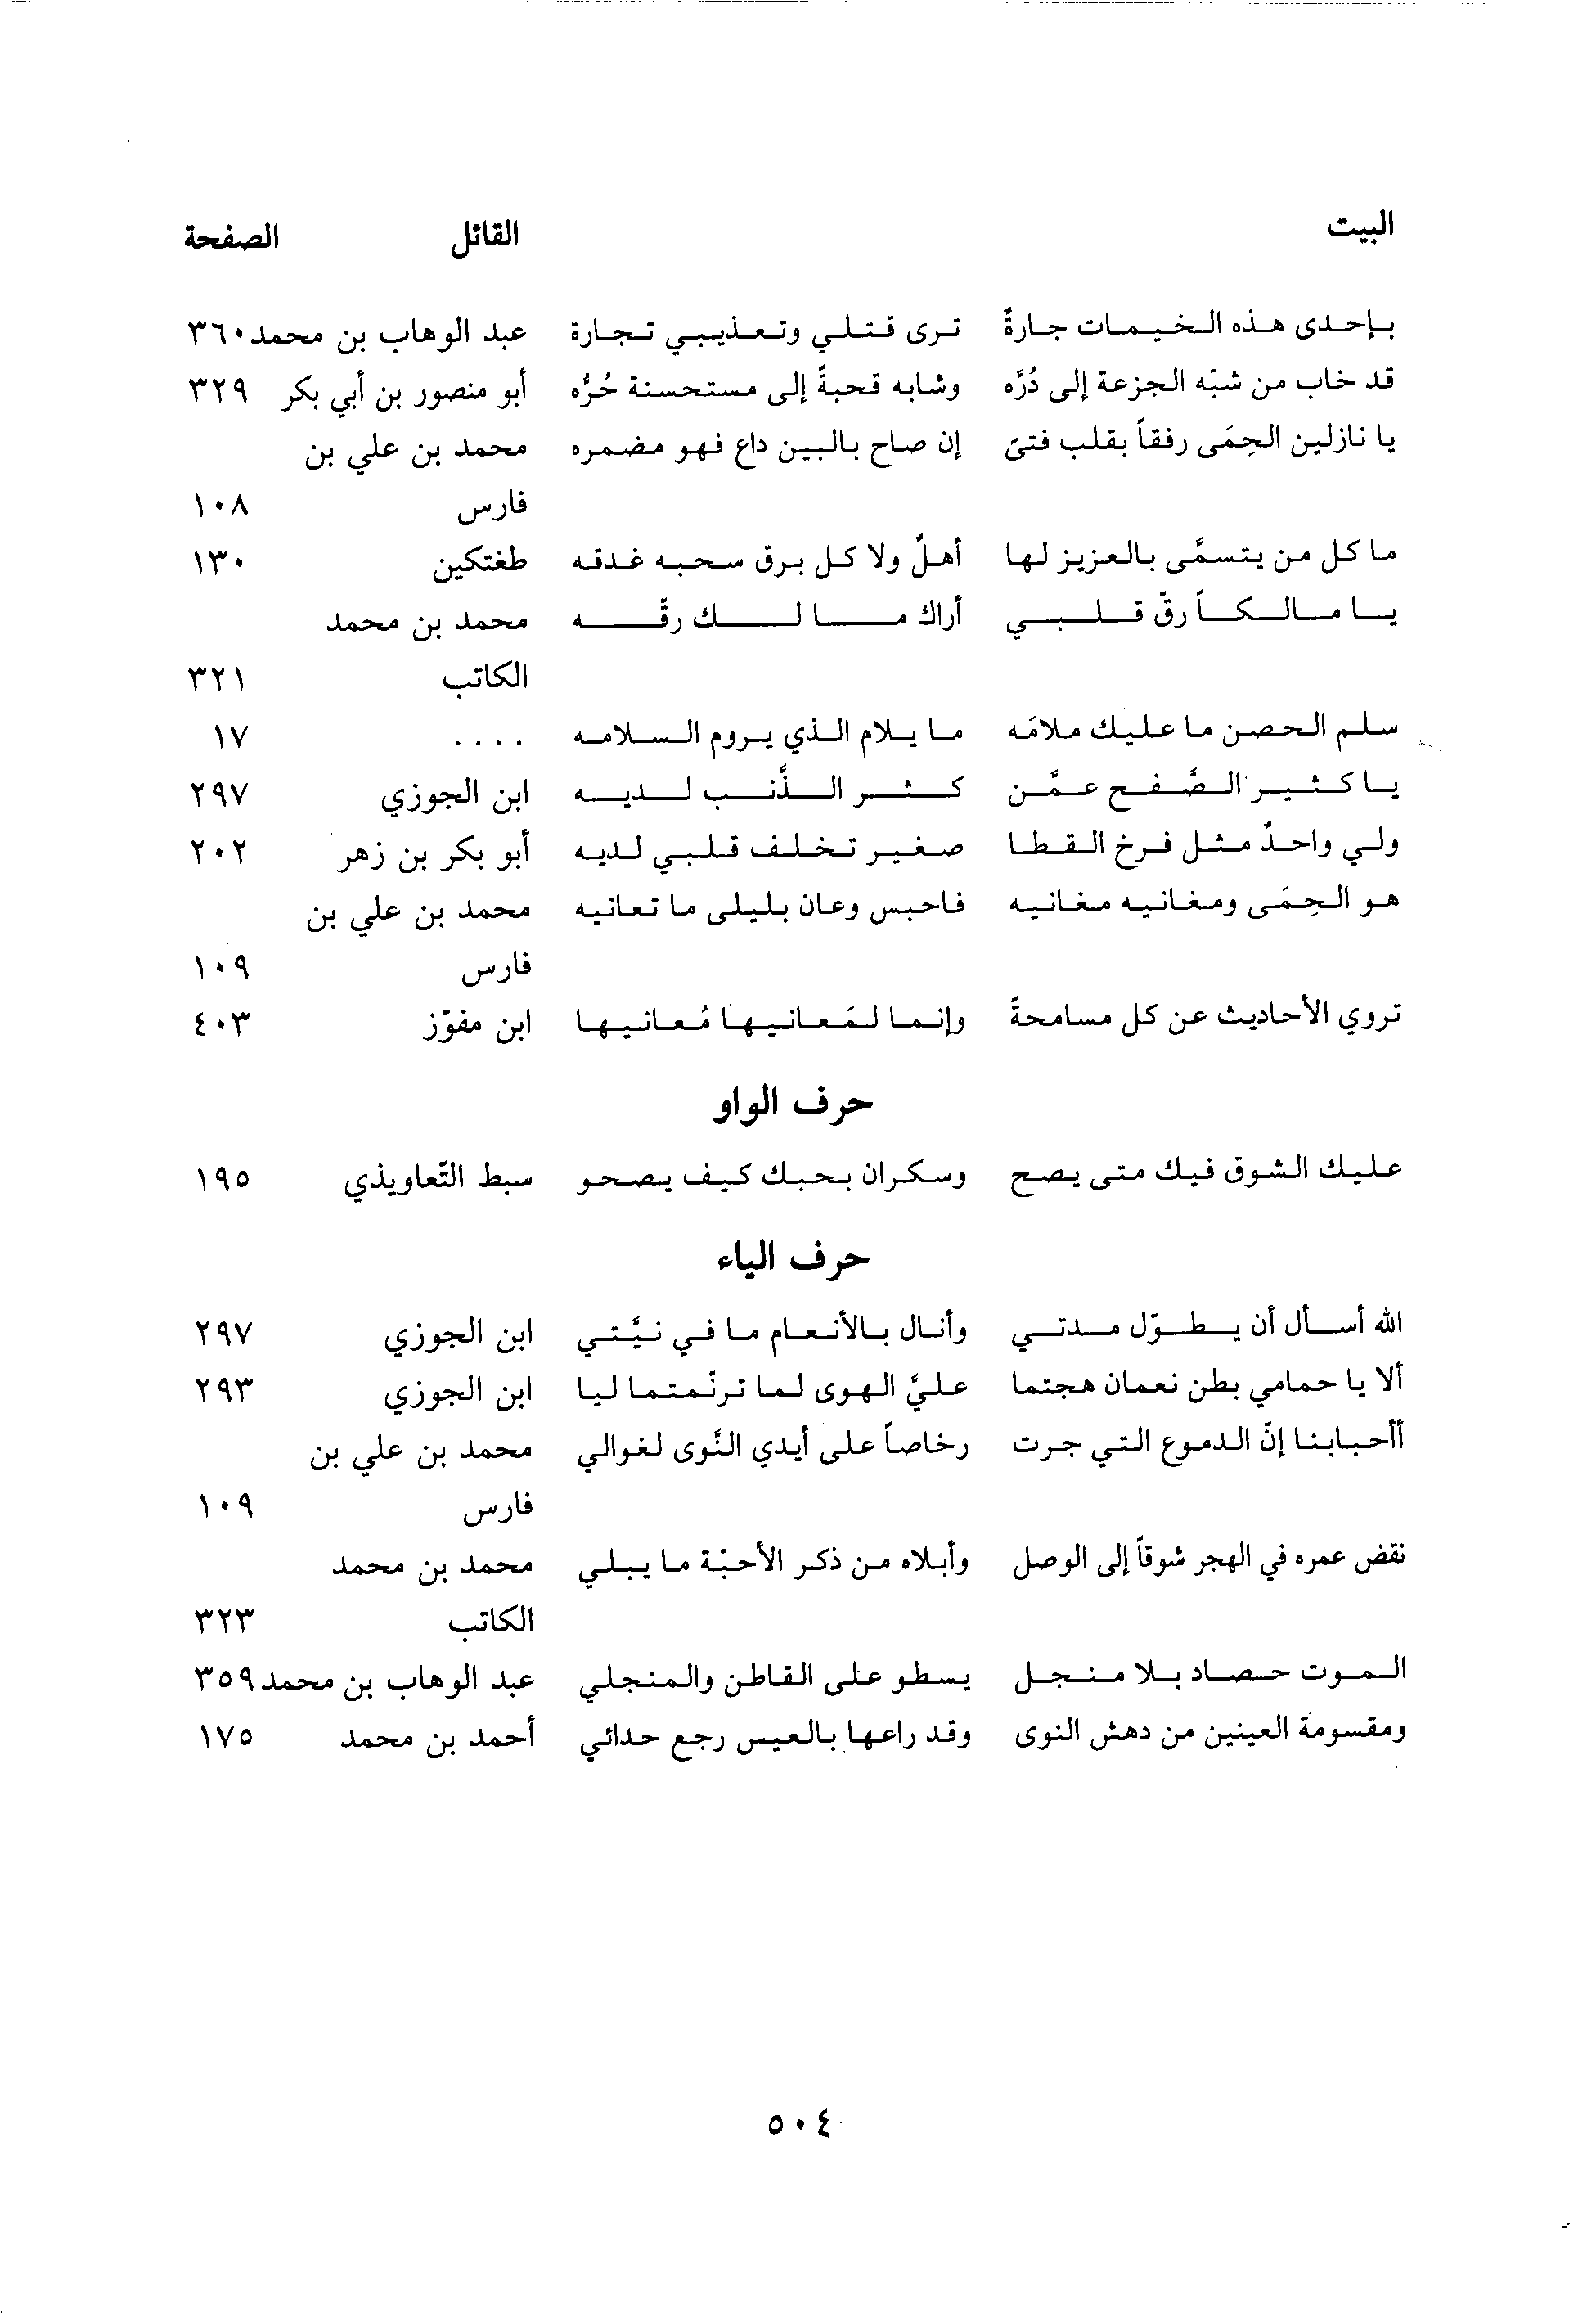 البيت القائل الصفحة
بإحدى هذه الخيمات جارةٌ ترى قتلي وتعذيبي تجارة عبد الوهاب بن محمد ٣٦٠
قد خاب من شبّه الجزعة إلى دُرَّه وشابه قحبةً إلى مستحسنة حُرَّه أبو منصور بن أبي بكر ٣٢٩
يا نازلين الحِمَى رفقاً بقلب فتىً إن صاح بالبين داع فهو مضمره محمد بن علي بن
فارس ١٠٨
ما كل من يتسمَّى بالعزيز لها أهلٌ ولا كل برق سحبه غدقه طغتكين ١٣٠
يا مالكاً رقّ قلبي أراك ما لك رقّه محمد بن محمد
الكاتب ٣٢١
سلم الحصن ما عليك ملامَه ما يلام الذي يروم السلامه .... ١٧
يا كثير الصَّفح عمَّن كثر الذَّنب لديه ابن الجوزي ٢٩٧
ولي واحدٌ مثل فرخ القطا صغير تخلف قلبي لديه أبو بكر بن زهر ٢٠٢
هو الحِمَى ومغانيه مغانيه فاحبس وعان بليلى ما تعانيه محمد بن علي بن
فارس ١٠٩
تروي الأحاديث عن كل مسامحةً وإنما لمَعانيها مُعانيها ابن مفوّز ٤٠٣
حرف الواو
عليك الشوق فيك متى يصح وسكران بحبك كيف يصحو سبط التّعاويذي ١٩٥
حرف الياء
الله أسأل أن يطوّل مدتي وأنال بالأنعام ما في نيَّتي ابن الجوزي ٢٩٧
ألا يا حمامي بطن نعمان هجتما عليَّ الهوى لما ترنّمتما ليا ابن الجوزي ٢٩٣
أأحبابنا إنّ الدموع التي جرت رخاصاً على أيدي النَّوى لغوالي محمد بن علي بن
فارس ١٠٩
نقض عمره في الهجر شوقاً إلى الوصل وأبلاه من ذكر الأحبّة ما يبلي محمد بن محمد
الكاتب ٣٢٣
الموت حصاد بلا منجل يسطو على القاطن والمنجلي عبد الوهاب بن محمد ٣٥٩
ومقسومة العينين من دهش النوى وقد راعها بالعيس رجع حدائي أحمد بن محمد ١٧٥
٥٠٤